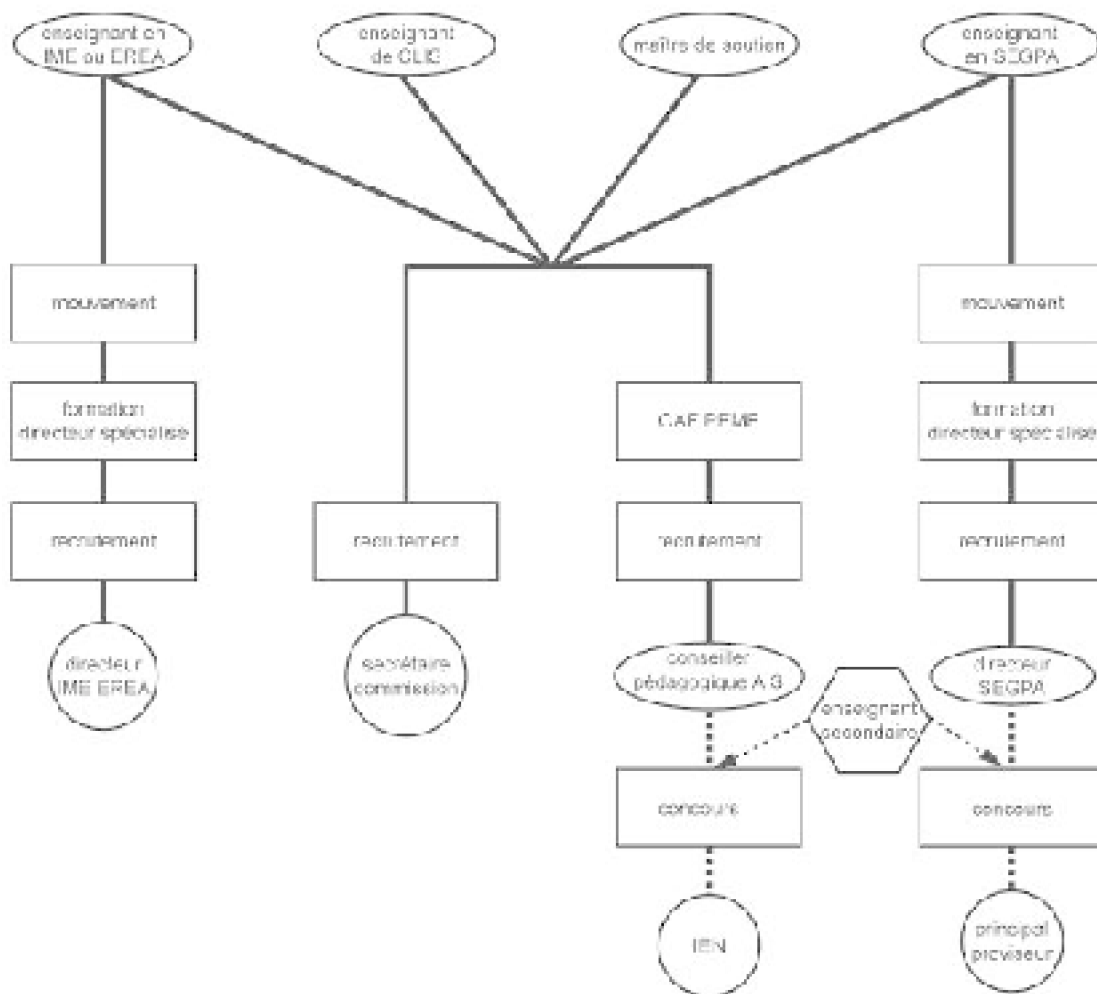 enseignant en
IME ou EREA
enseignant
de CLIS
maître de soutien
enseignant
en SEGPA
mouvement
mouvement
formation
directeur spécialisé
formation
directeur spécialisé
recrutement
recrutement
recrutement
recrutement
directeur
IME EREA
secrétaire
commission
conseiller
pédagogique
directeur
SEGPA
enseignant
secondaire
concours
concours
IEN
principal
proviseur